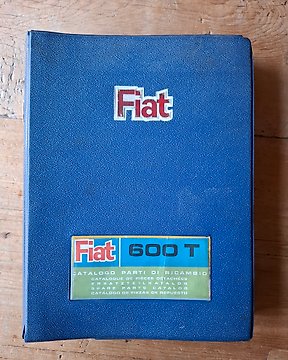 Fiat
Fiat 600 T
CATALOGO PARTI DI RICAMBIO
CATALOGUE DE PIECES DETACHEES
ERSATZTEILKATALOG
SPARE PARTS CATALOG
CATALOGO DE PIEZAS DE REPUESTO